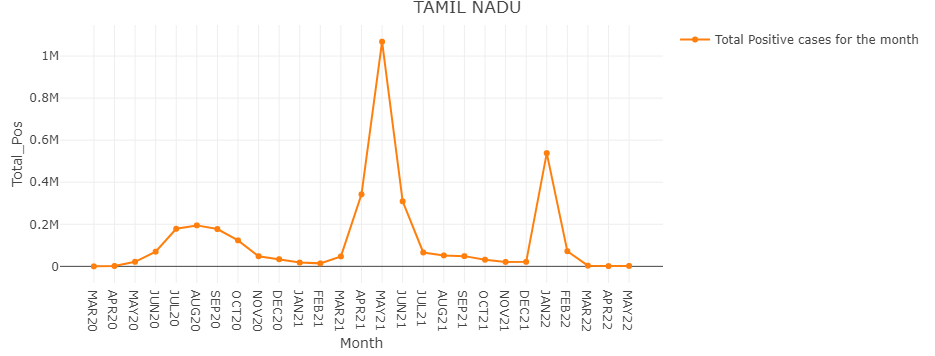 TAMIL NADU
Total Positive cases for the month
Total_Pos
1M
0.8M
0.6M
0.4M
0.2M
0
MAR20
APR20
MAY20
JUN20
JUL20
AUG20
SEP20
OCT20
NOV20
DEC20
JAN21
FEB21
MAR21
APR21
MAY21
JUN21
JUL21
AUG21
SEP21
OCT21
NOV21
DEC21
JAN22
FEB22
MAR22
APR22
MAY22
Month